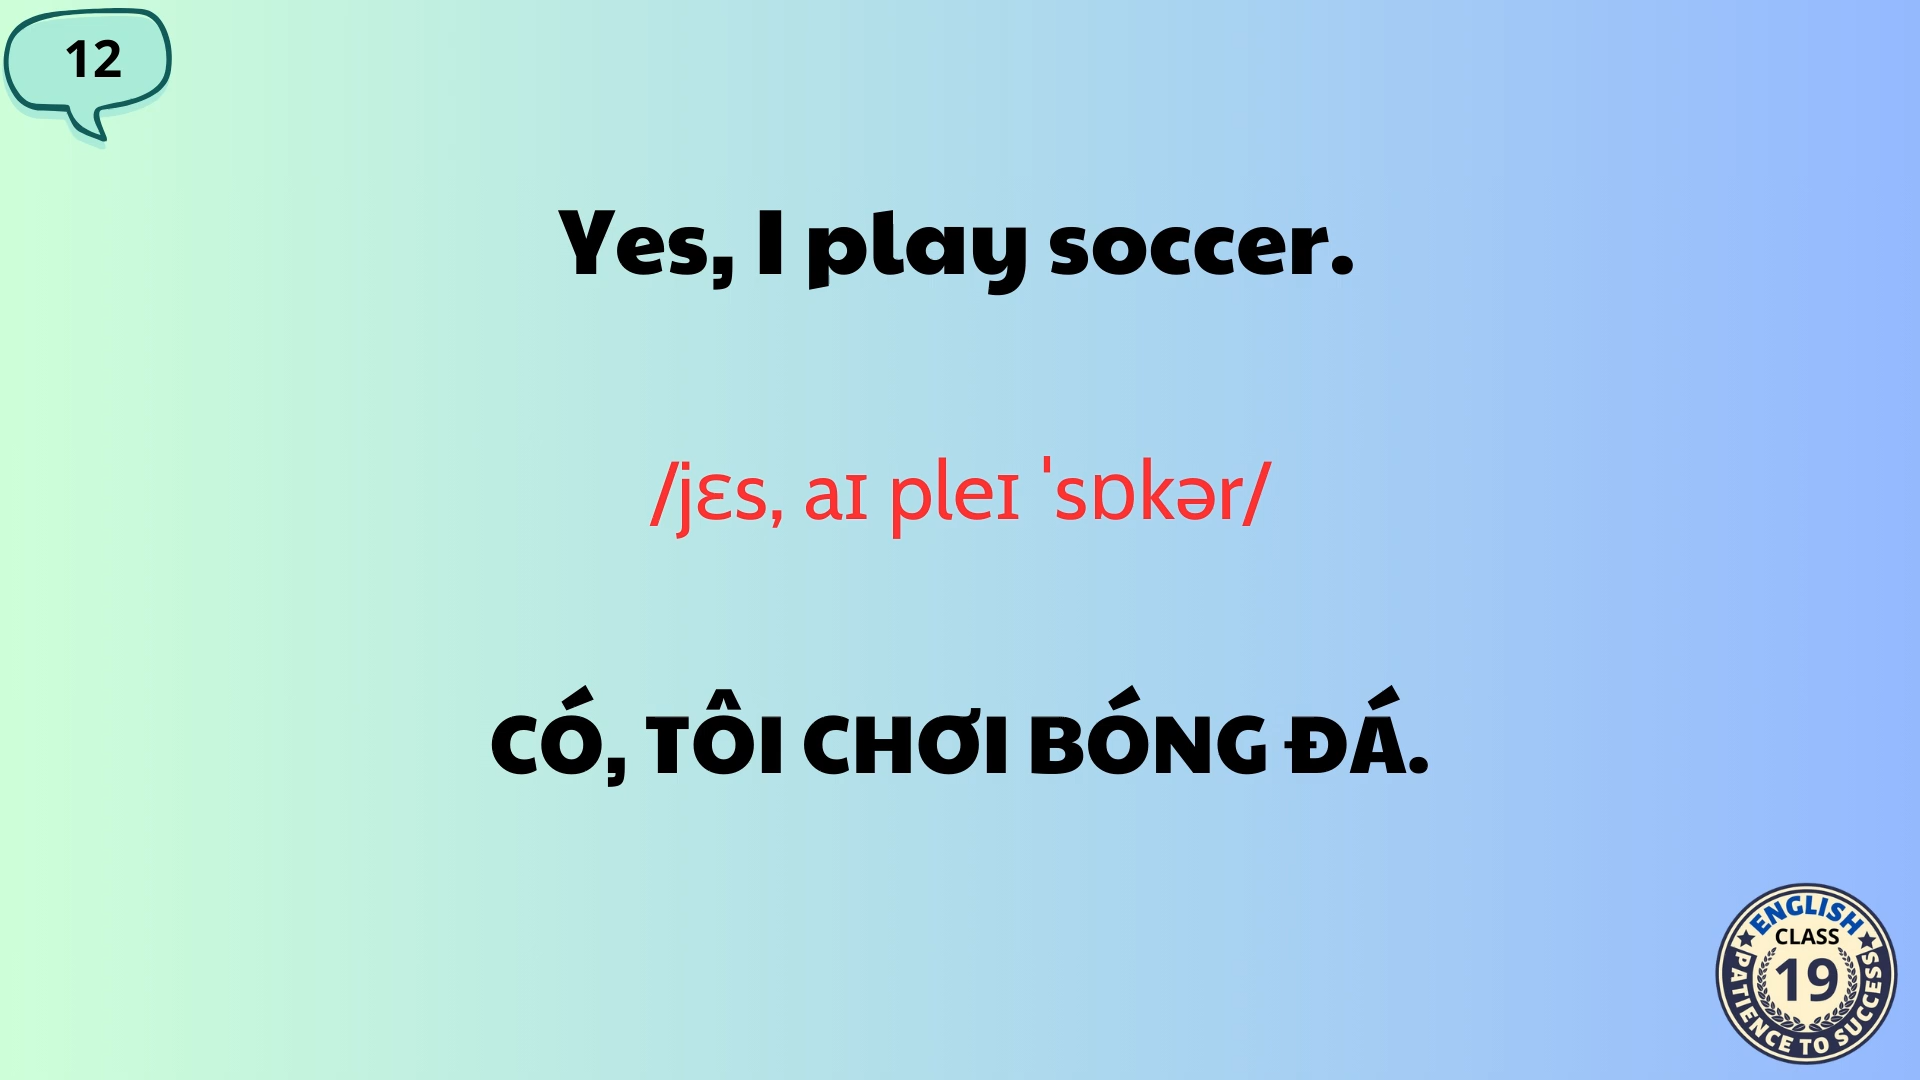 12
Yes, I play soccer.
/jɛs, aɪ pleɪ ˈsɒkər/
CÓ, TÔI CHƠI BÓNG ĐÁ.
ENGLISH
CLASS
19
PATIENCE TO SUCCESS